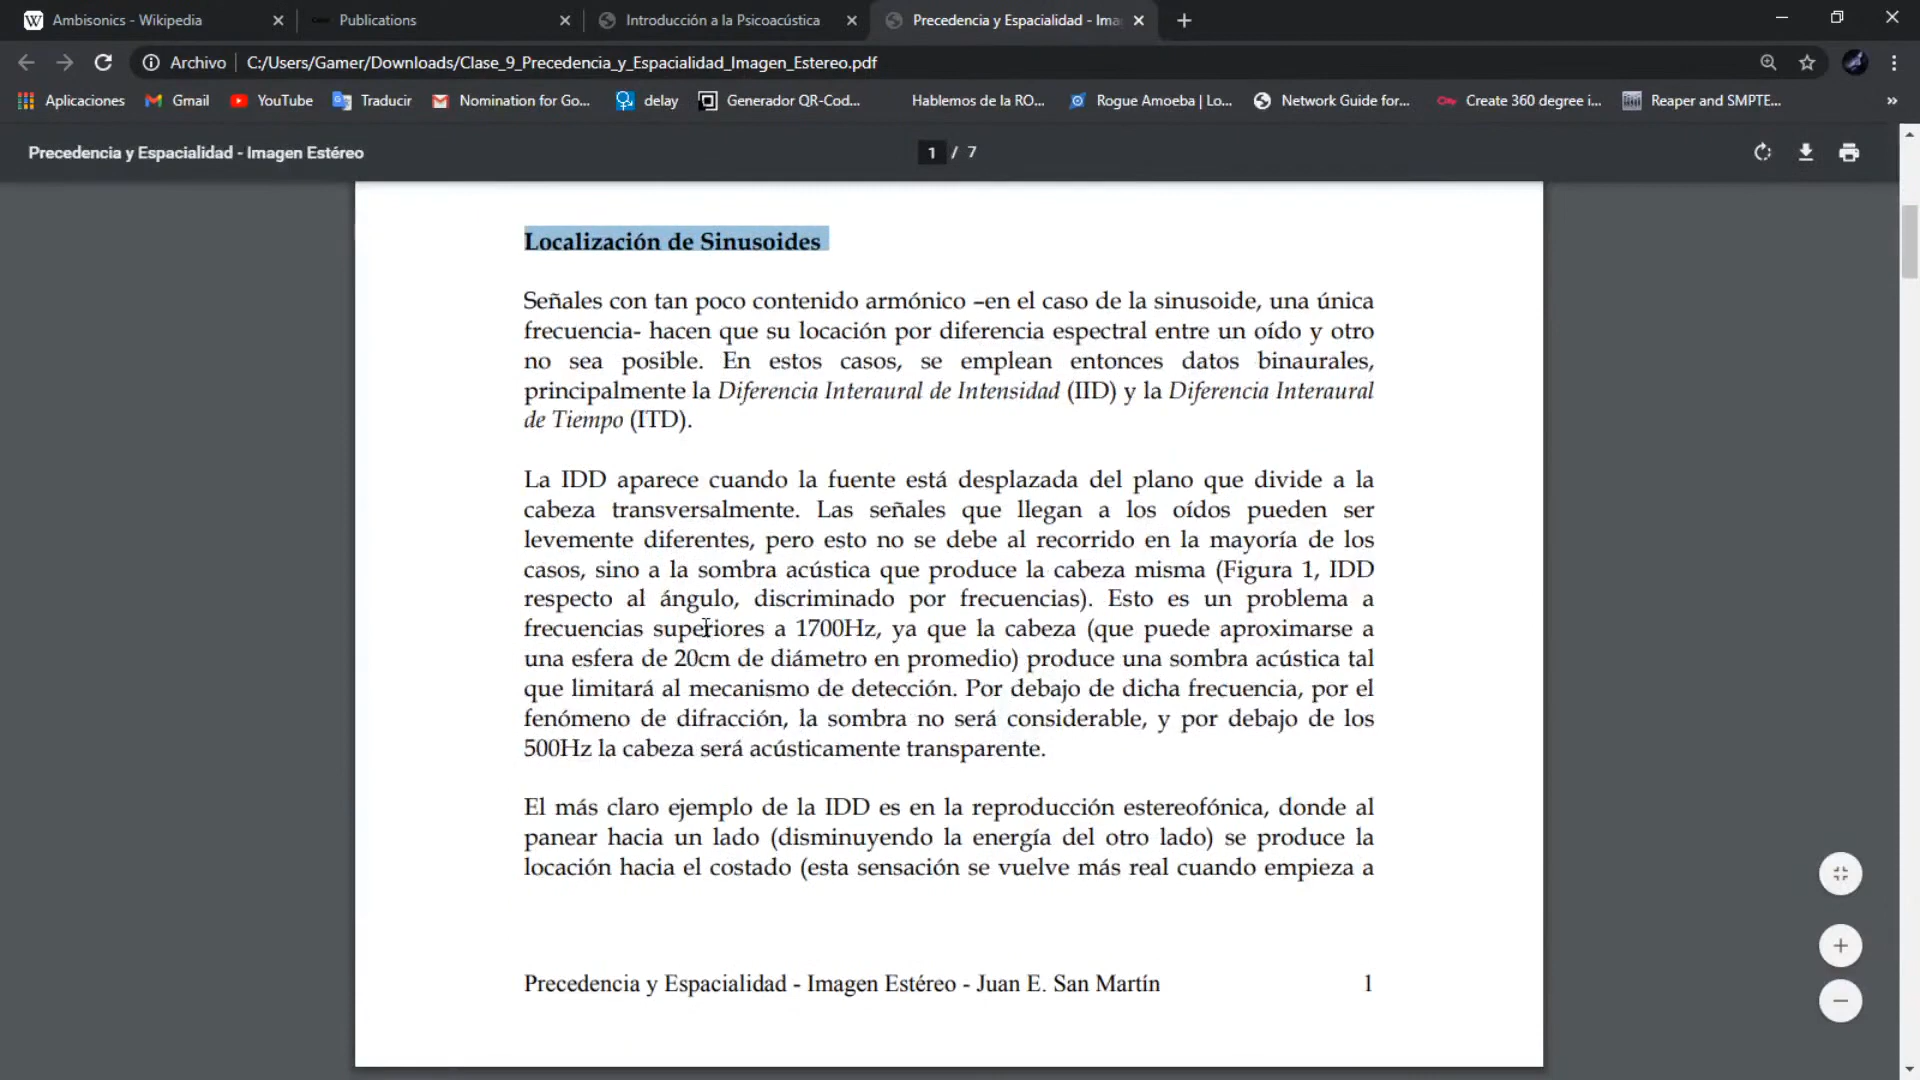 Ambisonics - Wikipedia
Publications
Introducción a la Psicoacústica
Precedencia y Espacialidad - Ima
Archivo
C:/Users/Gamer/Downloads/Clase_9_Precedencia_y_Espacialidad_Imagen_Estereo.pdf
Aplicaciones
Gmail
YouTube
Traducir
Nomination for Go...
delay
Generador QR-Cod...
Hablemos de la RO...
Rogue Amoeba | Lo...
Network Guide for...
Create 360 degree i...
Reaper and SMPTE...
Precedencia y Espacialidad - Imagen Estéreo
1 / 7
Localización de Sinusoides
Señales con tan poco contenido armónico –en el caso de la sinusoide, una única
frecuencia- hacen que su locación por diferencia espectral entre un oído y otro
no sea posible. En estos casos, se emplean entonces datos binaurales,
principalmente la Diferencia Interaural de Intensidad (IID) y la Diferencia Interaural
de Tiempo (ITD).
La IDD aparece cuando la fuente está desplazada del plano que divide a la
cabeza transversalmente. Las señales que llegan a los oídos pueden ser
levemente diferentes, pero esto no se debe al recorrido en la mayoría de los
casos, sino a la sombra acústica que produce la cabeza misma (Figura 1, IDD
respecto al ángulo, discriminado por frecuencias). Esto es un problema a
frecuencias superiores a 1700Hz, ya que la cabeza (que puede aproximarse a
una esfera de 20cm de diámetro en promedio) produce una sombra acústica tal
que limitará al mecanismo de detección. Por debajo de dicha frecuencia, por el
fenómeno de difracción, la sombra no será considerable, y por debajo de los
500Hz la cabeza será acústicamente transparente.
El más claro ejemplo de la IDD es en la reproducción estereofónica, donde al
panear hacia un lado (disminuyendo la energía del otro lado) se produce la
locación hacia el costado (esta sensación se vuelve más real cuando empieza a
Precedencia y Espacialidad - Imagen Estéreo - Juan E. San Martín
1